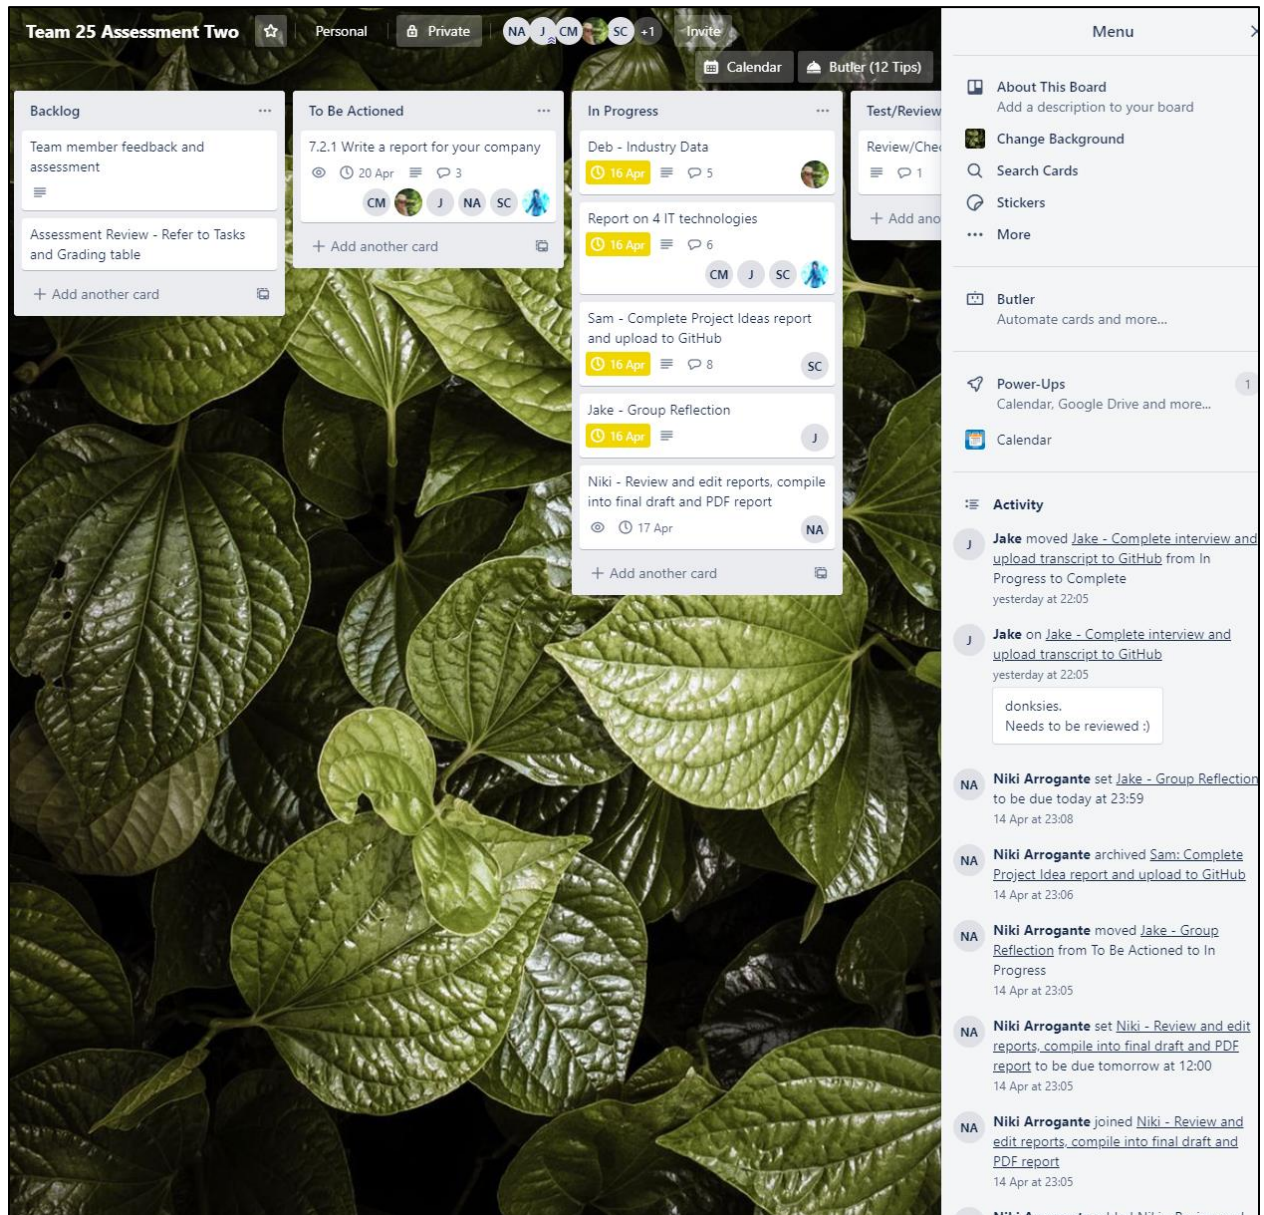 Team 25 Assessment Two
Personal
Private
NA J CM SC +1
Invite
Calendar
Butler (12 Tips)
Backlog
Team member feedback and
assessment
Assessment Review - Refer to Tasks
and Grading table
+ Add another card
To Be Actioned
7.2.1 Write a report for your company
20 Apr 3
CM J NA SC
+ Add another card
In Progress
Deb - Industry Data
16 Apr 5
Report on 4 IT technologies
16 Apr 6
CM J SC
Sam - Complete Project Ideas report
and upload to GitHub
16 Apr 8
SC
Jake - Group Reflection
16 Apr
J
Niki - Review and edit reports, compile
into final draft and PDF report
17 Apr
NA
+ Add another card
Test/Review
Review/Che
1
+ Add ano
Menu
About This Board
Add a description to your board
Change Background
Search Cards
Stickers
More
Butler
Automate cards and more...
Power-Ups
1
Calendar, Google Drive and more...
Calendar
Activity
J
Jake moved Jake - Complete interview and
upload transcript to GitHub from In
Progress to Complete
yesterday at 22:05
J
Jake on Jake - Complete interview and
upload transcript to GitHub
yesterday at 22:05
donksies.
Needs to be reviewed :)
NA
Niki Arrogante set Jake - Group Reflection
to be due today at 23:59
14 Apr at 23:08
NA
Niki Arrogante archived Sam: Complete
Project Idea report and upload to GitHub
14 Apr at 23:06
NA
Niki Arrogante moved Jake - Group
Reflection from To Be Actioned to In
Progress
14 Apr at 23:05
NA
Niki Arrogante set Niki - Review and edit
reports, compile into final draft and PDF
report to be due tomorrow at 12:00
14 Apr at 23:05
NA
Niki Arrogante joined Niki - Review and
edit reports, compile into final draft and
PDF report
14 Apr at 23:05